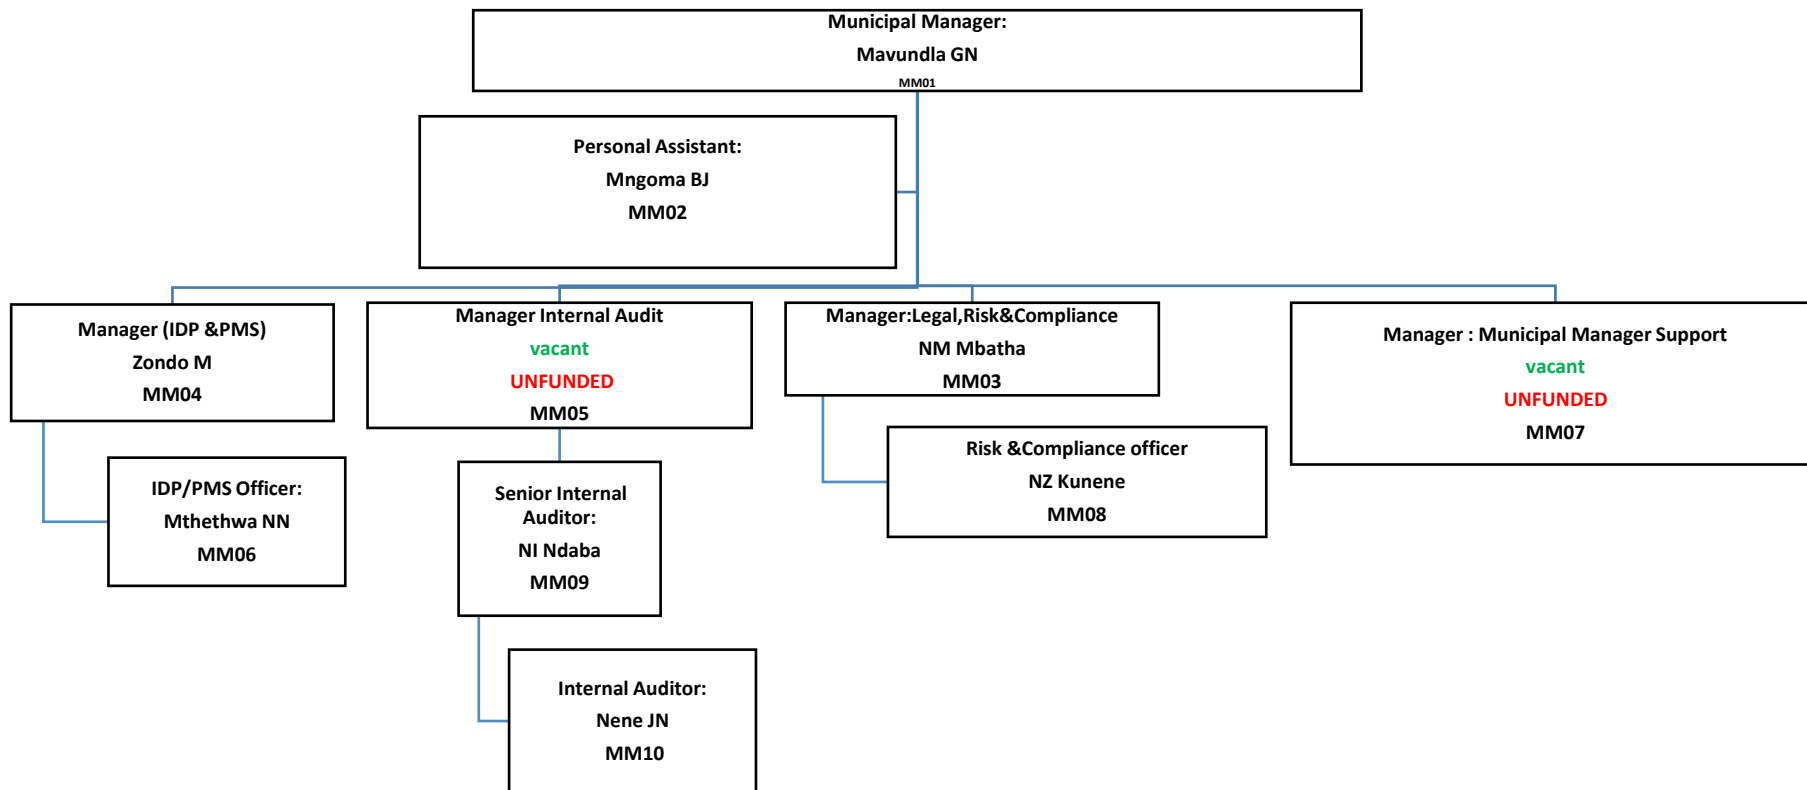 Municipal Manager:
Mavundla GN
MM01
Personal Assistant:
Mngoma BJ
MM02
Manager (IDP &PMS)
Zondo M
MM04
Manager Internal Audit
vacant
UNFUNDED
MM05
Manager:Legal,Risk&Compliance
NM Mbatha
MM03
Manager : Municipal Manager Support
vacant
UNFUNDED
MM07
IDP/PMS Officer:
Mthethwa NN
MM06
Senior Internal
Auditor:
NI Ndaba
MM09
Risk &Compliance officer
NZ Kunene
MM08
Internal Auditor:
Nene JN
MM10